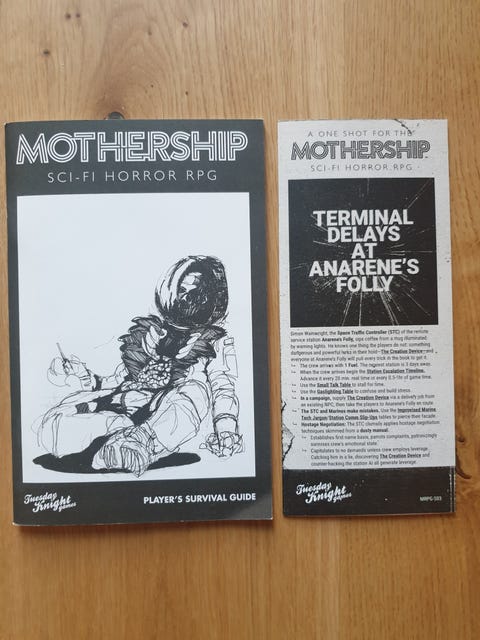 MOTHERSHIP
SCI-FI HORROR RPG
Tuesday
Knight
games
PLAYER'S SURVIVAL GUIDE
A ONE SHOT FOR THE
MOTHERSHIP
SCI-FI HORROR RPG
TERMINAL
DELAYS
AT
ANARENE'S
FOLLY
Simon Wainwright, the Space Traffic Controller (STC) of the remote
service station Anarene's Folly, sips coffee from a mug illuminated
by warning lights. He knows one thing the players do not: something
dangerous and powerful lurks in their hold—The Creation Device—and
everyone at Anarene's Folly will pull every trick in the book to get it.
The crew arrives with 1 Fuel. The nearest station is 3 days away.
When the crew arrives begin the Station Escalation Timeline.
Advance it every 20 min. real time or every 0.5-1hr of game time.
Use the Small Talk Table to stall for time.
Use the Gaslighting Table to confuse and build stress.
In a campaign, supply The Creation Device via a delivery job from
an existing NPC, then take the players to Anarene's Folly en route.
The STC and Marines make mistakes. Use the Improvised Marine
Tech Jargon/Station Comms Slip-Ups tables to pierce their facade.
Hostage Negotiation: The STC clumsily applies hostage negotiation
techniques skimmed from a dusty manual.
Establishes first name basis, parrots complaints, patronizingly
summarizes crew's emotional state.
Capitulates to no demands unless crew employs leverage.
Catching him in a lie, discovering The Creation Device and
counter-hacking the station AI all generate leverage.
Tuesday
Knight
games